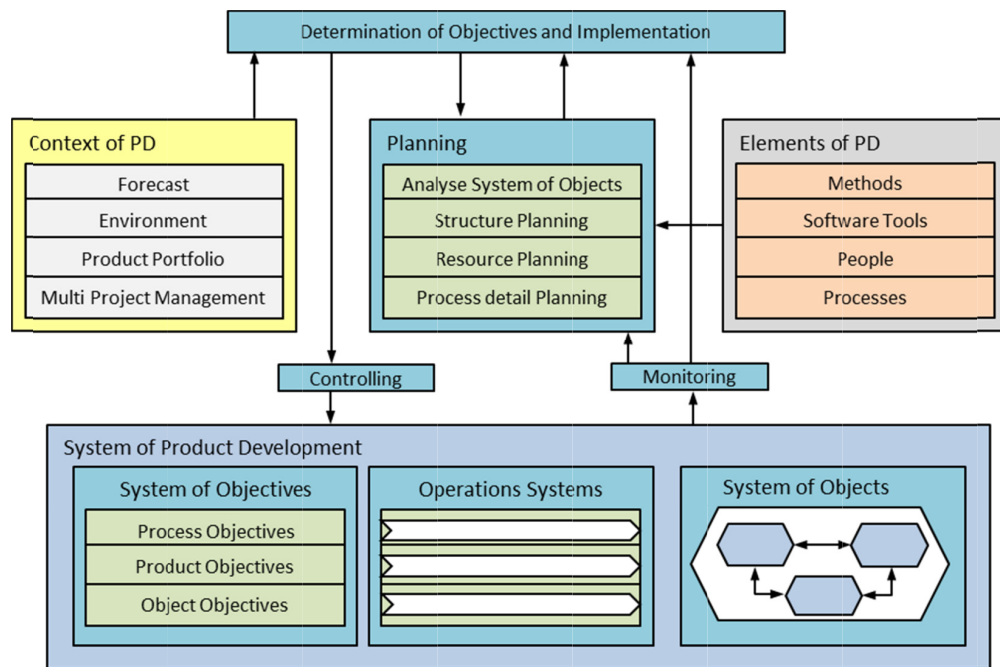 Determination of Objectives and Implementation
Context of PD
Forecast
Environment
Product Portfolio
Multi Project Management
Planning
Analyse System of Objects
Structure Planning
Resource Planning
Process detail Planning
Elements of PD
Methods
Software Tools
People
Processes
Controlling
Monitoring
System of Product Development
System of Objectives
Process Objectives
Product Objectives
Object Objectives
Operations Systems
System of Objects